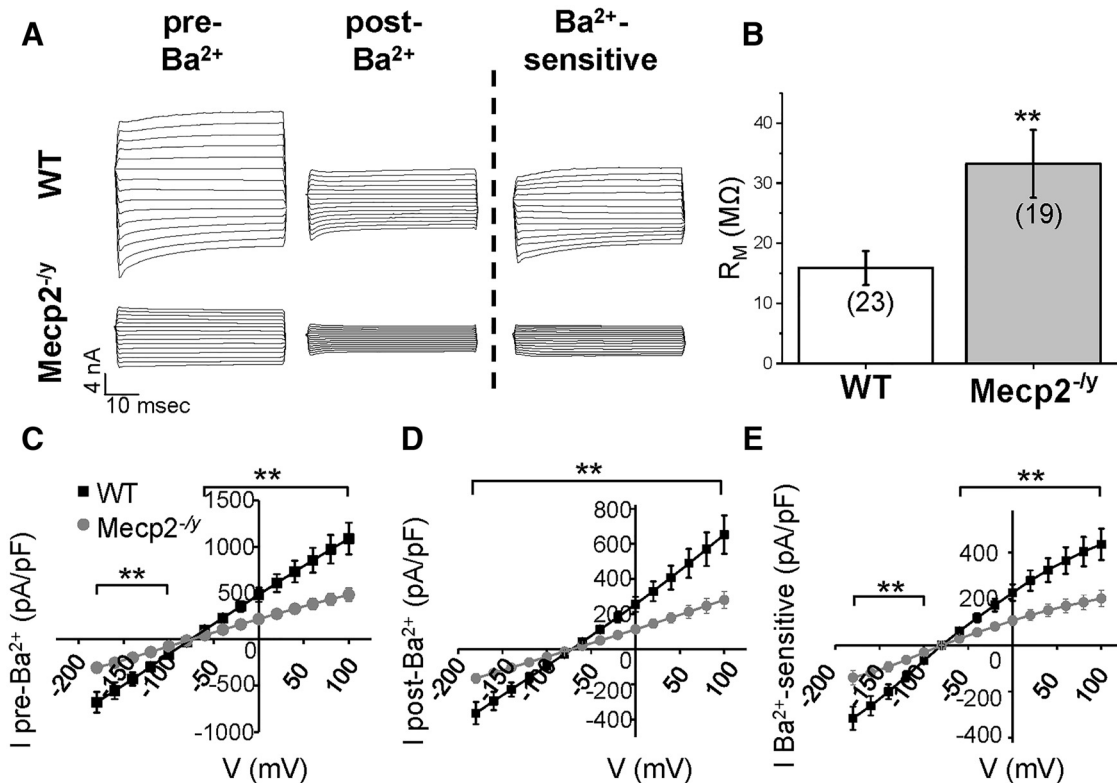 A
pre-
Ba²⁺
post-
Ba²⁺
Ba²⁺-
sensitive
WT
Mecp2⁻/ʸ
4 nA
10 msec
B
R_M (MΩ)
40
30
20
10
0
**
(23)
(19)
WT
Mecp2⁻/ʸ
C
WT
Mecp2⁻/ʸ
**
**
I pre-Ba²⁺ (pA/pF)
1500
1000
500
0
-500
-1000
-200
-150
-100
-50
50
100
V (mV)
D
**
I post-Ba²⁺ (pA/pF)
800
600
400
200
0
-200
-400
-200
-150
-100
-50
50
100
V (mV)
E
**
**
I Ba²⁺-sensitive (pA/pF)
400
200
0
-200
-400
-200
-150
-100
-50
50
100
V (mV)